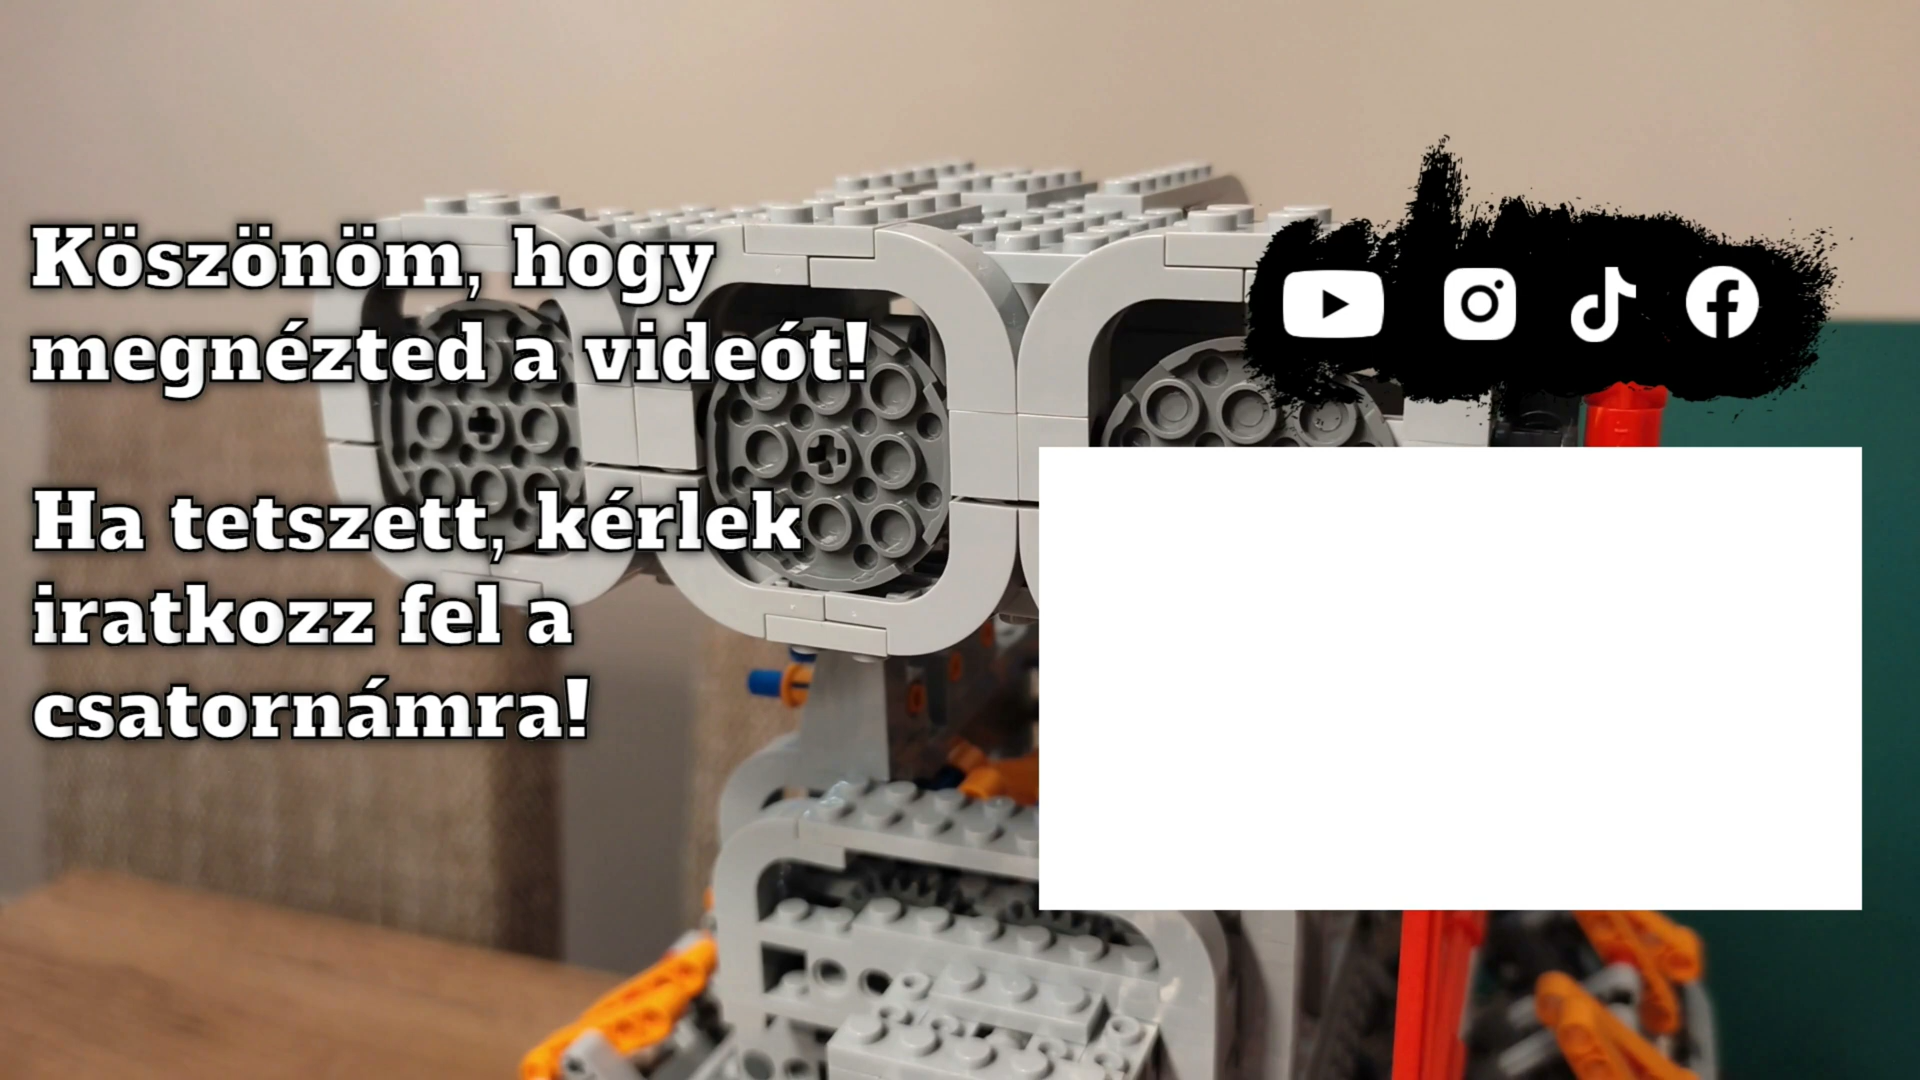 Köszönöm, hogy
megnézted a videót!
Ha tetszett, kérlek
iratkozz fel a
csatornámra!